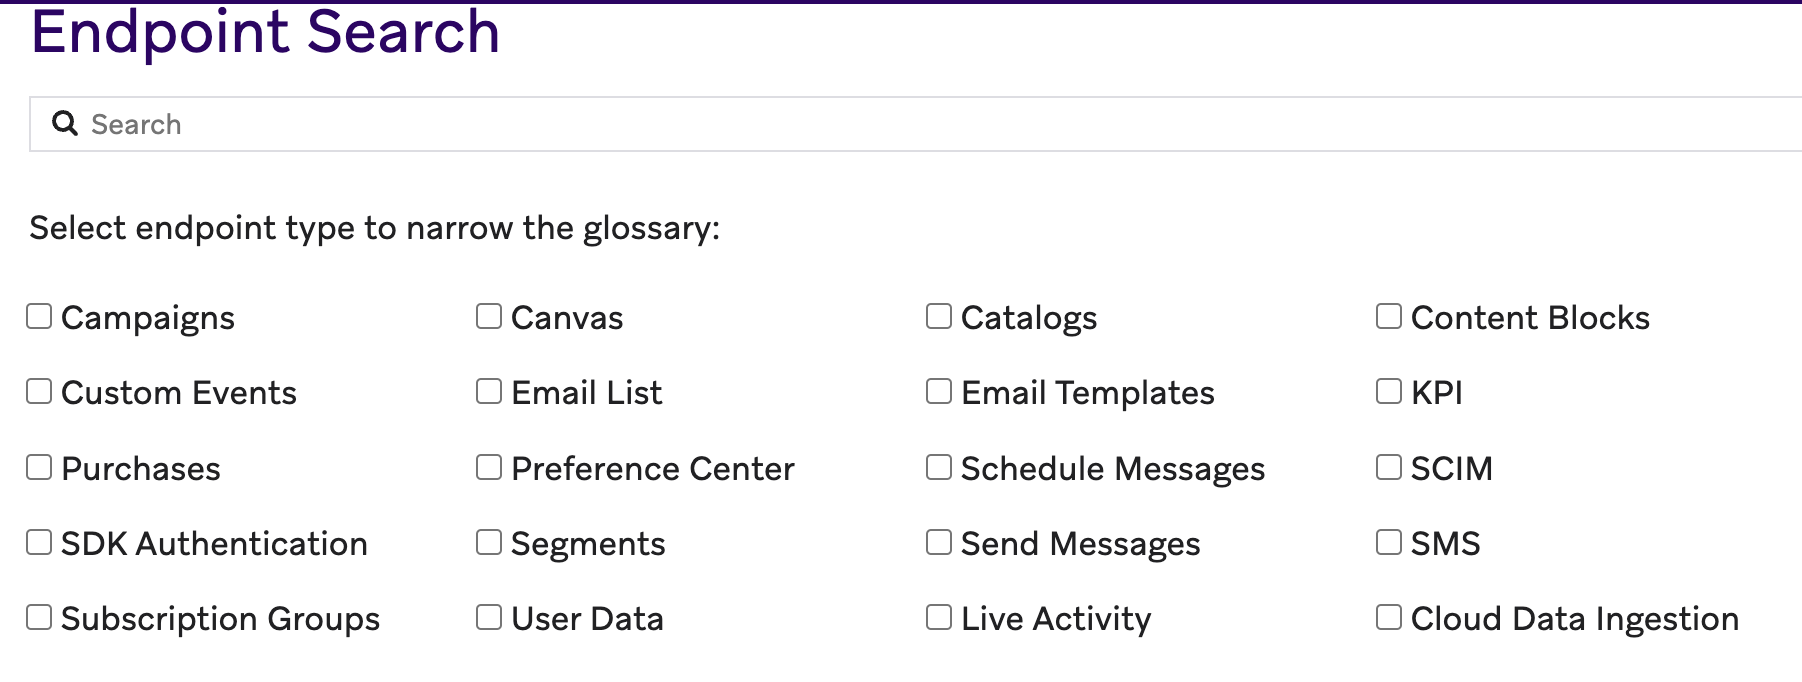 Endpoint Search
Search
Select endpoint type to narrow the glossary:
Campaigns Canvas Catalogs Content Blocks
Custom Events Email List Email Templates KPI
Purchases Preference Center Schedule Messages SCIM
SDK Authentication Segments Send Messages SMS
Subscription Groups User Data Live Activity Cloud Data Ingestion